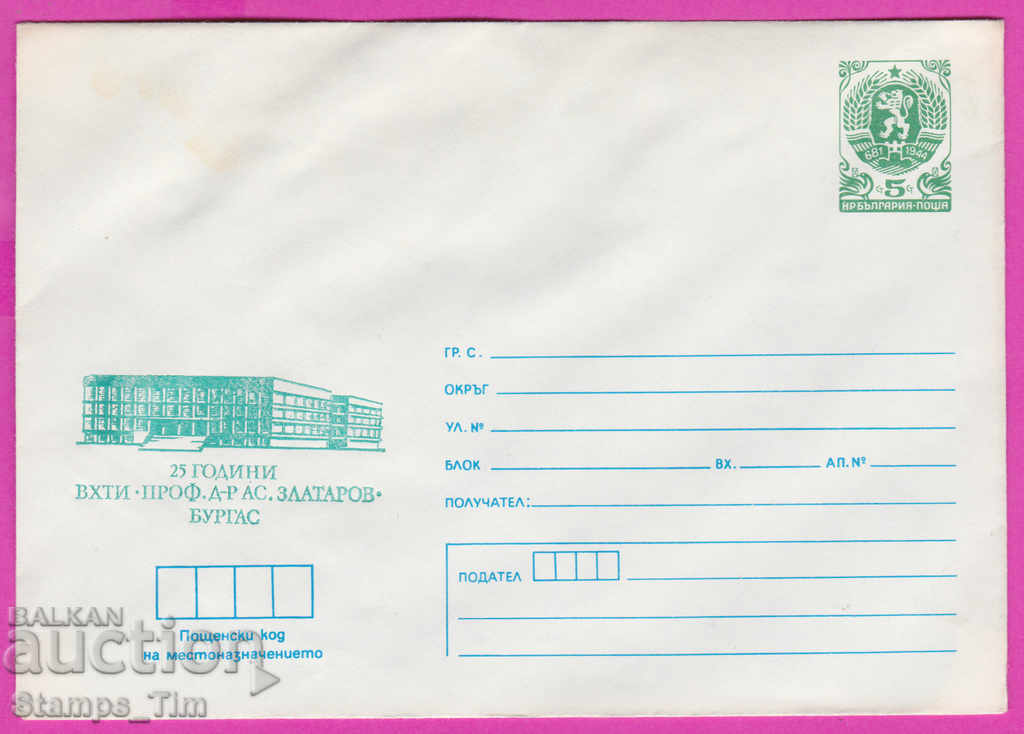 681 1944
5
НР БЪЛГАРИЯ·ПОЩА
ГР. С.
ОКРЪГ
УЛ. №
БЛОК ВХ. АП. №
ПОЛУЧАТЕЛ:
ПОДАТЕЛ
25 ГОДИНИ
ВХТИ · ПРОФ. Д-Р АС. ЗЛАТАРОВ ·
БУРГАС
Пощенски код
на местоназначението
BALKAN
auction
Stamps_Tim